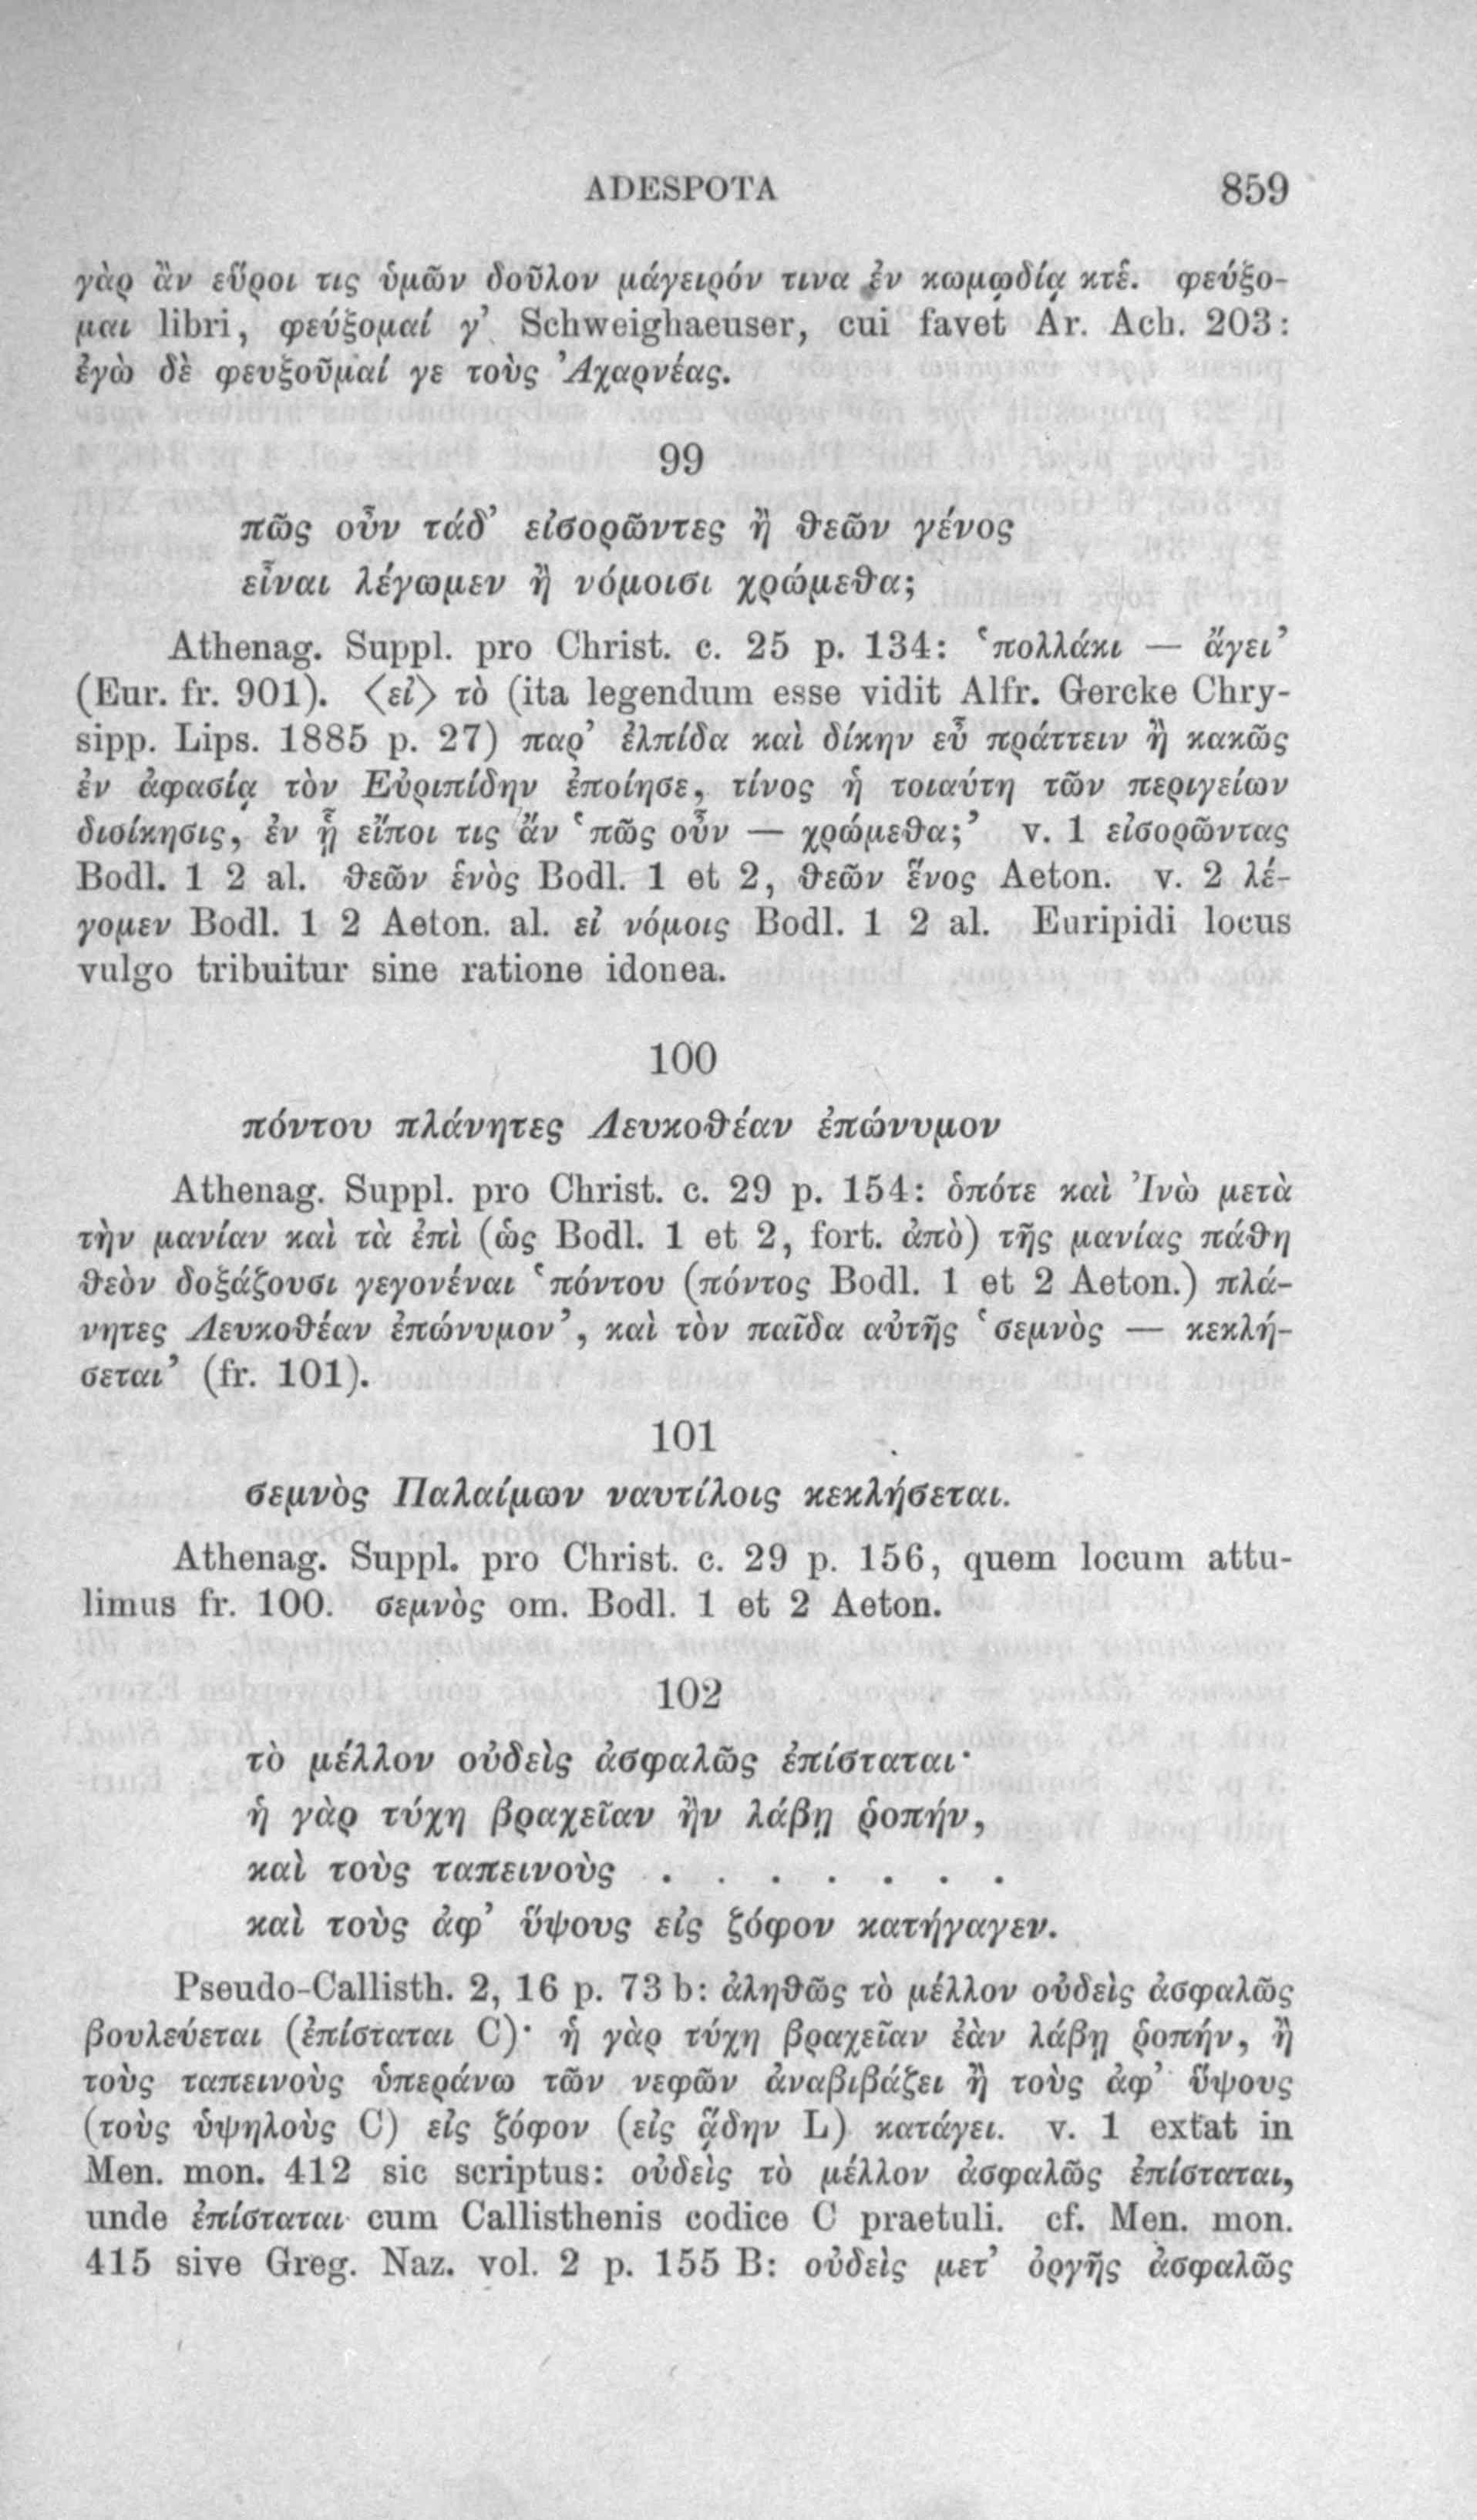 ADESPOTA 859
γὰρ ἂν εὕροι τις ὑμῶν δοῦλον μάγειρόν τινα ἐν κωμῳδίᾳ κτἑ. φεύξο-
μαι libri, φεύξομαί γ’ Schweighaeuser, cui favet Ar. Ach. 203:
ἐγὼ δὲ φευξοῦμαί γε τοὺς Ἀχαρνέας.
99
πῶς οὖν τάδ’ εἰσορῶντες ἢ θεῶν γένος
εἶναι λέγωμεν ἢ νόμοισι χρώμεθα;
Athenag. Suppl. pro Christ. c. 25 p. 134: ‘πολλάκι — ἄγει’
(Eur. fr. 901). ⟨εἰ⟩ τὸ (ita legendum esse vidit Alfr. Gercke Chry-
sipp. Lips. 1885 p. 27) παρ’ ἐλπίδα καὶ δίκην εὖ πράττειν ἢ κακῶς
ἐν ἀφασίᾳ τὸν Εὐριπίδην ἐποίησε, τίνος ἡ τοιαύτη τῶν περιγείων
διοίκησις, ἐν ᾗ εἴποι τις ἄν ‘πῶς οὖν — χρώμεθα;’ v. 1 εἰσορῶντας
Bodl. 1 2 al. θεῶν ἑνὸς Bodl. 1 et 2, θεῶν ἕνος Aeton. v. 2 λέ-
γομεν Bodl. 1 2 Aeton. al. εἰ νόμοις Bodl. 1 2 al. Euripidi locus
vulgo tribuitur sine ratione idonea.
100
πόντου πλάνητες Λευκοθέαν ἐπώνυμον
Athenag. Suppl. pro Christ. c. 29 p. 154: ὁπότε καὶ Ἰνὼ μετὰ
τὴν μανίαν καὶ τὰ ἐπὶ (ὡς Bodl. 1 et 2, fort. ἀπὸ) τῆς μανίας πάθη
θεὸν δοξάζουσι γεγονέναι ‘πόντου (πόντος Bodl. 1 et 2 Aeton.) πλά-
νητες Λευκοθέαν ἐπώνυμον’, καὶ τὸν παῖδα αὐτῆς ‘σεμνὸς — κεκλή-
σεται’ (fr. 101).
101
σεμνὸς Παλαίμων ναυτίλοις κεκλήσεται.
Athenag. Suppl. pro Christ. c. 29 p. 156, quem locum attu-
limus fr. 100. σεμνὸς om. Bodl. 1 et 2 Aeton.
102
τὸ μέλλον οὐδεὶς ἀσφαλῶς ἐπίσταται·
ἡ γὰρ τύχη βραχεῖαν ἢν λάβῃ ῥοπήν,
καὶ τοὺς ταπεινοὺς . . . . . . .
καὶ τοὺς ἀφ’ ὕψους εἰς ζόφον κατήγαγεν.
Pseudo-Callisth. 2, 16 p. 73 b: ἀληθῶς τὸ μέλλον οὐδεὶς ἀσφαλῶς
βουλεύεται (ἐπίσταται C)· ἡ γὰρ τύχη βραχεῖαν ἐὰν λάβῃ ῥοπήν, ἢ
τοὺς ταπεινοὺς ὑπεράνω τῶν νεφῶν ἀναβιβάζει ἢ τοὺς ἀφ’ ὕψους
(τοὺς ὑψηλοὺς C) εἰς ζόφον (εἰς ᾅδην L) κατάγει. v. 1 extat in
Men. mon. 412 sic scriptus: οὐδεὶς τὸ μέλλον ἀσφαλῶς ἐπίσταται,
unde ἐπίσταται cum Callisthenis codice C praetuli. cf. Men. mon.
415 sive Greg. Naz. vol. 2 p. 155 B: οὐδεὶς μετ’ ὀργῆς ἀσφαλῶς